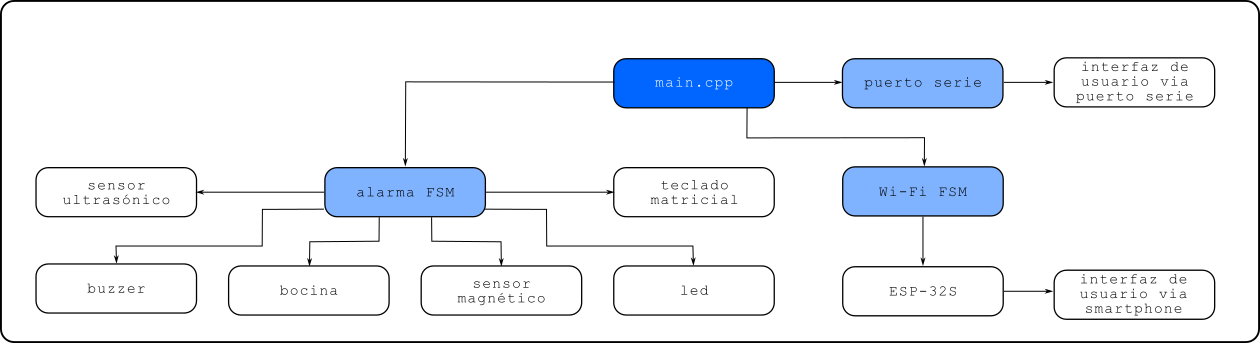 main.cpp
puerto serie
interfaz de
usuario via
puerto serie
sensor
ultrasónico
alarma FSM
teclado
matricial
Wi-Fi FSM
buzzer
bocina
sensor
magnético
led
ESP-32S
interfaz de
usuario via
smartphone